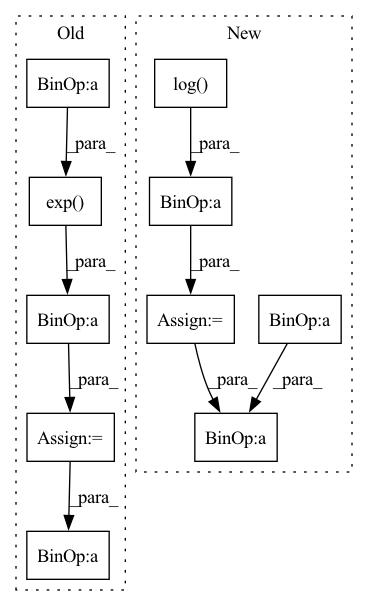 Old
New
BinOp:a
log()
_para_
_para_
exp()
BinOp:a
_para_
_para_
BinOp:a
Assign:=
BinOp:a
_para_
_para_
_para_
Assign:=
BinOp:a
_para_
BinOp:a